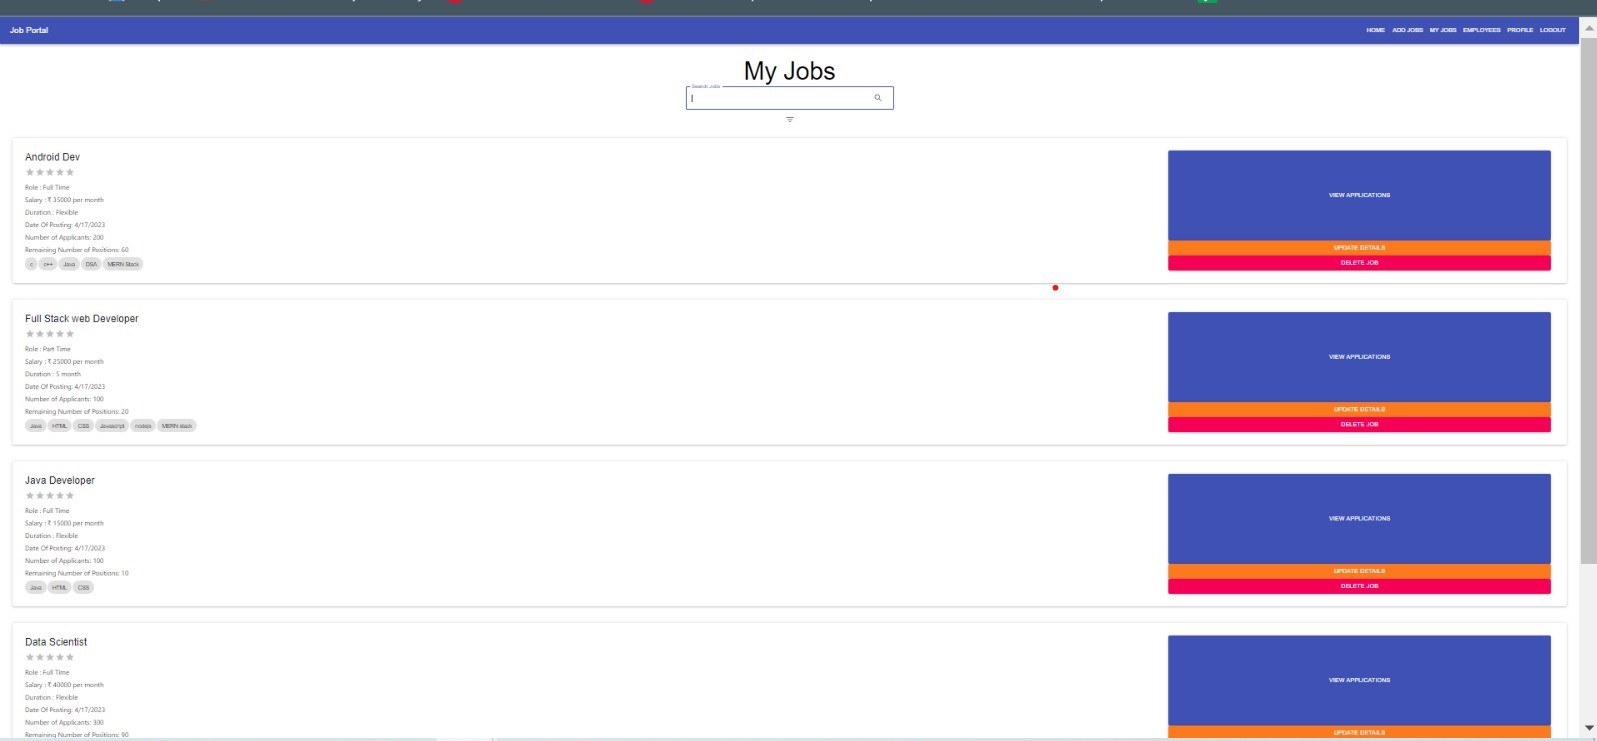 Job Portal
HOME ADD JOBS MY JOBS EMPLOYEES PROFILE LOGOUT
My Jobs
Search Jobs
Android Dev
Role : Full Time
Salary : ₹ 35000 per month
Duration : Flexible
Date Of Posting: 4/17/2023
Number of Applicants: 200
Remaining Number of Positions: 60
c c++ Java DSA MERN Stack
VIEW APPLICATIONS
UPDATE DETAILS
DELETE JOB
Full Stack web Developer
Role : Part Time
Salary : ₹ 25000 per month
Duration : 5 month
Date Of Posting: 4/17/2023
Number of Applicants: 100
Remaining Number of Positions: 20
Java HTML CSS Javascript nodejs MERN stack
VIEW APPLICATIONS
UPDATE DETAILS
DELETE JOB
Java Developer
Role : Full Time
Salary : ₹ 15000 per month
Duration : Flexible
Date Of Posting: 4/17/2023
Number of Applicants: 100
Remaining Number of Positions: 10
Java HTML CSS
VIEW APPLICATIONS
UPDATE DETAILS
DELETE JOB
Data Scientist
Role : Full Time
Salary : ₹ 40000 per month
Duration : Flexible
Date Of Posting: 4/17/2023
Number of Applicants: 300
Remaining Number of Positions: 90
VIEW APPLICATIONS
UPDATE DETAILS